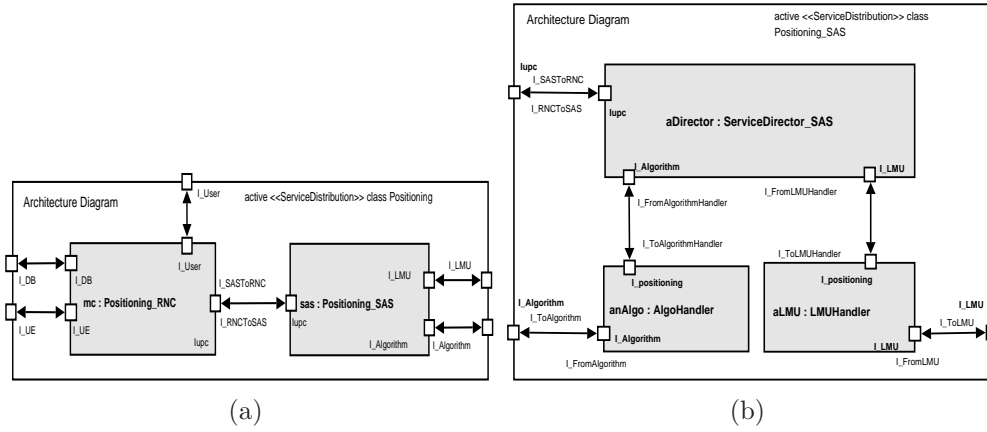 Architecture Diagram
active <<ServiceDistribution>> class Positioning
I_User
I_User
I_DB
I_DB
mc : Positioning_RNC
I_UE
I_UE
Iupc
I_SASToRNC
I_RNCToSAS
I_LMU
I_LMU
sas : Positioning_SAS
Iupc
I_Algorithm
I_Algorithm
(a)
Architecture Diagram
active <<ServiceDistribution>> class
Positioning_SAS
Iupc
I_SASToRNC
I_RNCToSAS
Iupc
aDirector : ServiceDirector_SAS
I_Algorithm
I_LMU
I_FromAlgorithmHandler
I_FromLMUHandler
I_ToAlgorithmHandler
I_ToLMUHandler
I_positioning
I_positioning
I_Algorithm
I_ToAlgorithm
anAlgo : AlgoHandler
I_Algorithm
I_FromAlgorithm
aLMU : LMUHandler
I_LMU
I_ToLMU
I_LMU
I_FromLMU
(b)